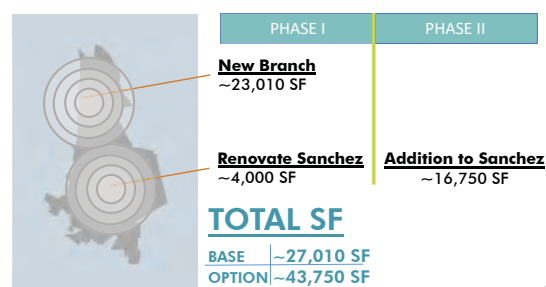 PHASE I PHASE II
New Branch
~23,010 SF
Renovate Sanchez Addition to Sanchez
~4,000 SF ~16,750 SF
TOTAL SF
BASE ~27,010 SF
OPTION ~43,750 SF